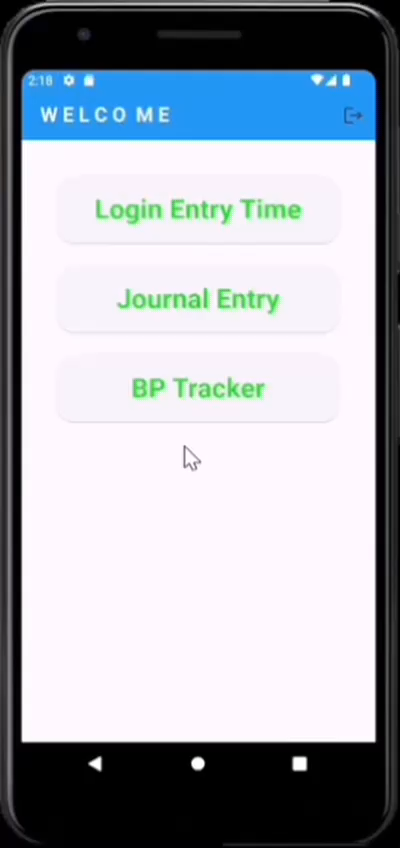 2:18
WELCOME
Login Entry Time
Journal Entry
BP Tracker